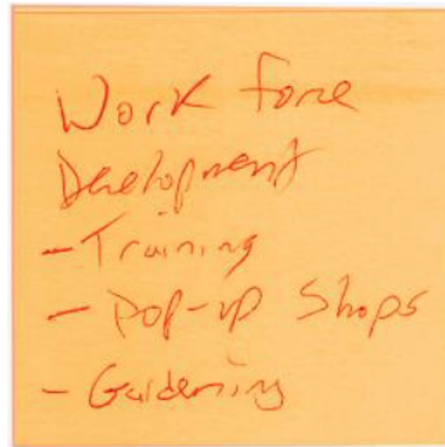 Work force
Development
- Training
- Pop-up Shops
- Gardening